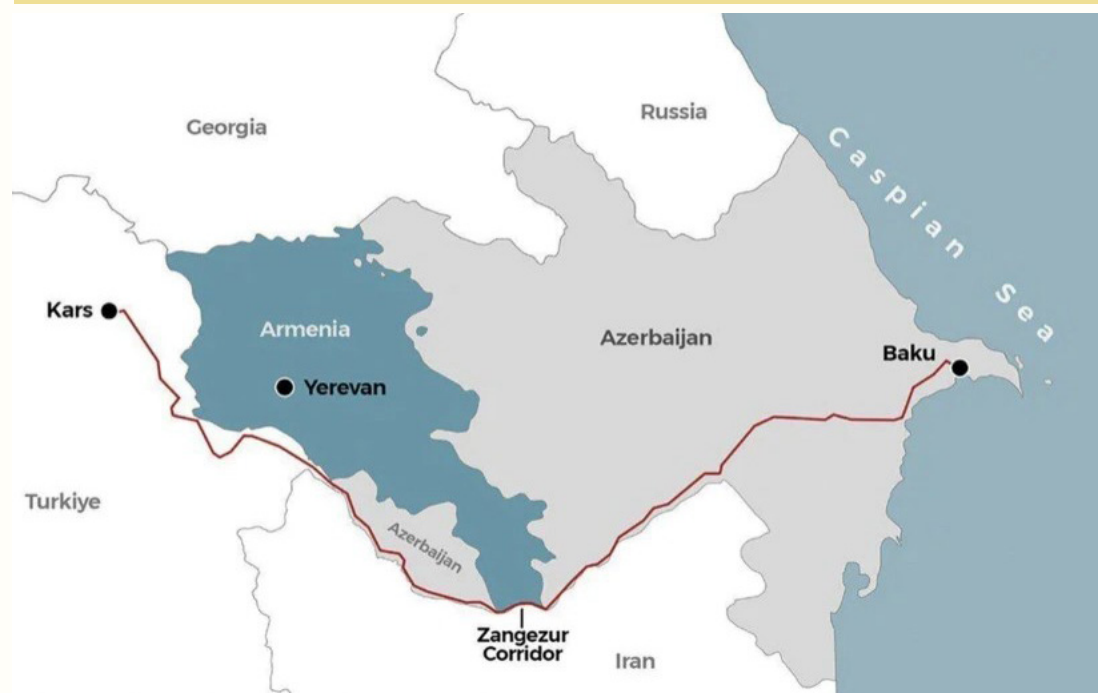 Georgia
Russia
Caspian Sea
Kars
Armenia
Azerbaijan
Baku
Yerevan
Turkiye
Azerbaijan
Zangezur
Corridor
Iran